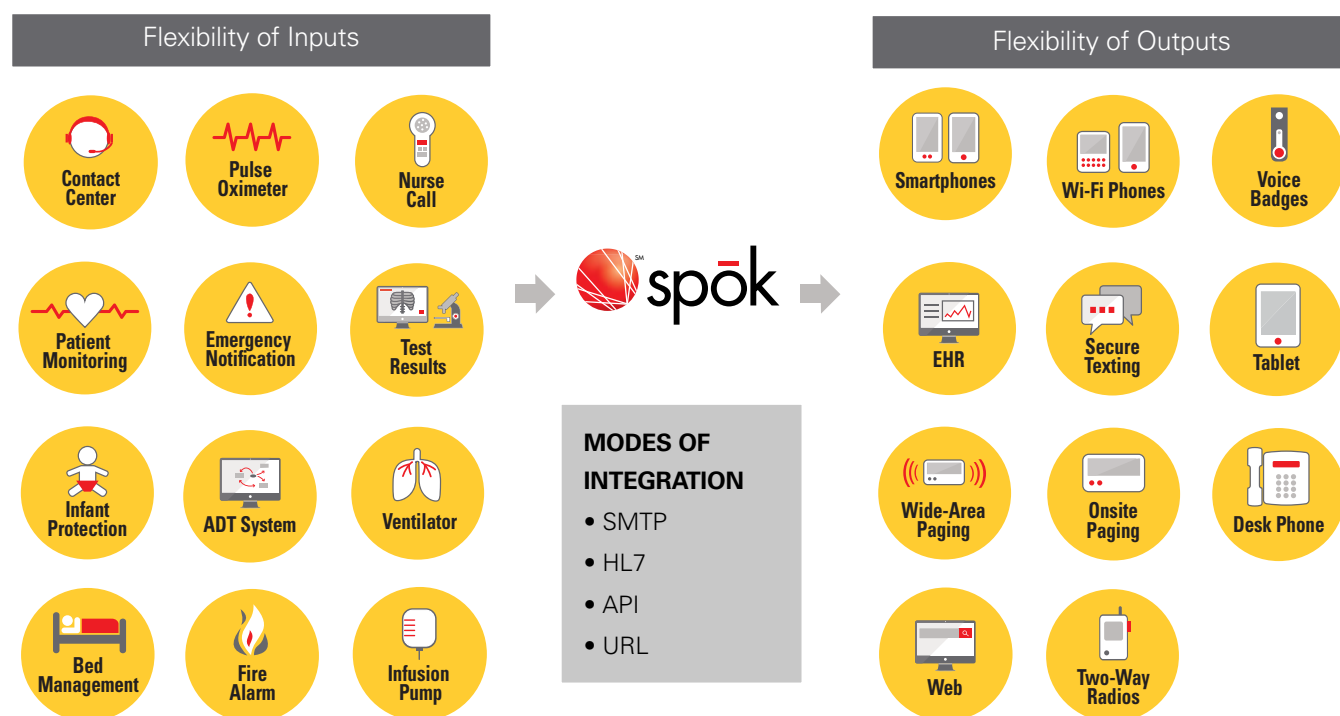 Flexibility of Inputs
Contact
Center
Pulse
Oximeter
Nurse
Call
Patient
Monitoring
Emergency
Notification
Test
Results
Infant
Protection
ADT System
Ventilator
Bed
Management
Fire
Alarm
Infusion
Pump
SM
spōk
MODES OF
INTEGRATION
• SMTP
• HL7
• API
• URL
Flexibility of Outputs
Smartphones
Wi-Fi Phones
Voice
Badges
EHR
Secure
Texting
Tablet
Wide-Area
Paging
Onsite
Paging
Desk Phone
Web
Two-Way
Radios